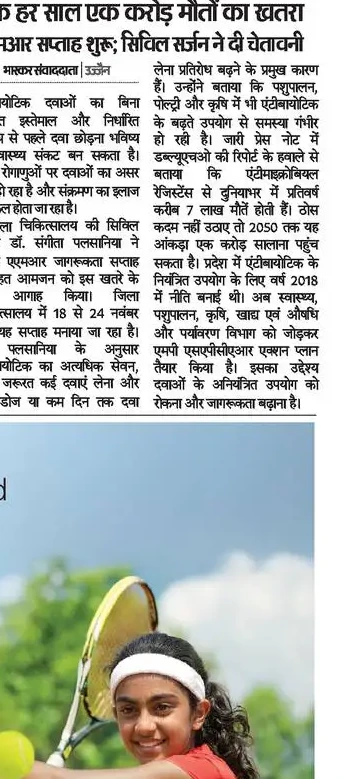 हर साल एक करोड़ मौतों का खतरा
सप्ताह शुरू; सिविल सर्जन ने दी चेतावनी
भास्कर संवाददाता | उज्जैन
दवाओं का बिना
इस्तेमाल और निर्धारित
से पहले दवा छोड़ना भविष्य
संकट बन सकता है।
रोगाणुओं पर दवाओं का असर
हो रहा है और संक्रमण का इलाज
होता जा रहा है।
चिकित्सालय की सिविल
डॉ. संगीता पलसानिया ने
एएमआर जागरूकता सप्ताह
आमजन को इस खतरे के
आगाह किया। जिला
में 18 से 24 नवंबर
यह सप्ताह मनाया जा रहा है।
पलसानिया के अनुसार
का अत्यधिक सेवन,
जरूरत कई दवाएं लेना और
डोज या कम दिन तक दवा
लेना प्रतिरोध बढ़ने के प्रमुख कारण
हैं। उन्होंने बताया कि पशुपालन,
पोल्ट्री और कृषि में भी एंटीबायोटिक
के बढ़ते उपयोग से समस्या गंभीर
हो रही है। जारी प्रेस नोट में
डब्ल्यूएचओ की रिपोर्ट के हवाले से
बताया कि एंटीमाइक्रोबियल
रेजिस्टेंस से दुनियाभर में प्रतिवर्ष
करीब 7 लाख मौतें होती हैं। ठोस
कदम नहीं उठाए तो 2050 तक यह
आंकड़ा एक करोड़ सालाना पहुंच
सकता है। प्रदेश में एंटीबायोटिक के
नियंत्रित उपयोग के लिए वर्ष 2018
में नीति बनाई थी। अब स्वास्थ्य,
पशुपालन, कृषि, खाद्य एवं औषधि
और पर्यावरण विभाग को जोड़कर
एमपी एसएपीसीएआर एक्शन प्लान
तैयार किया है। इसका उद्देश्य
दवाओं के अनियंत्रित उपयोग को
रोकना और जागरूकता बढ़ाना है।